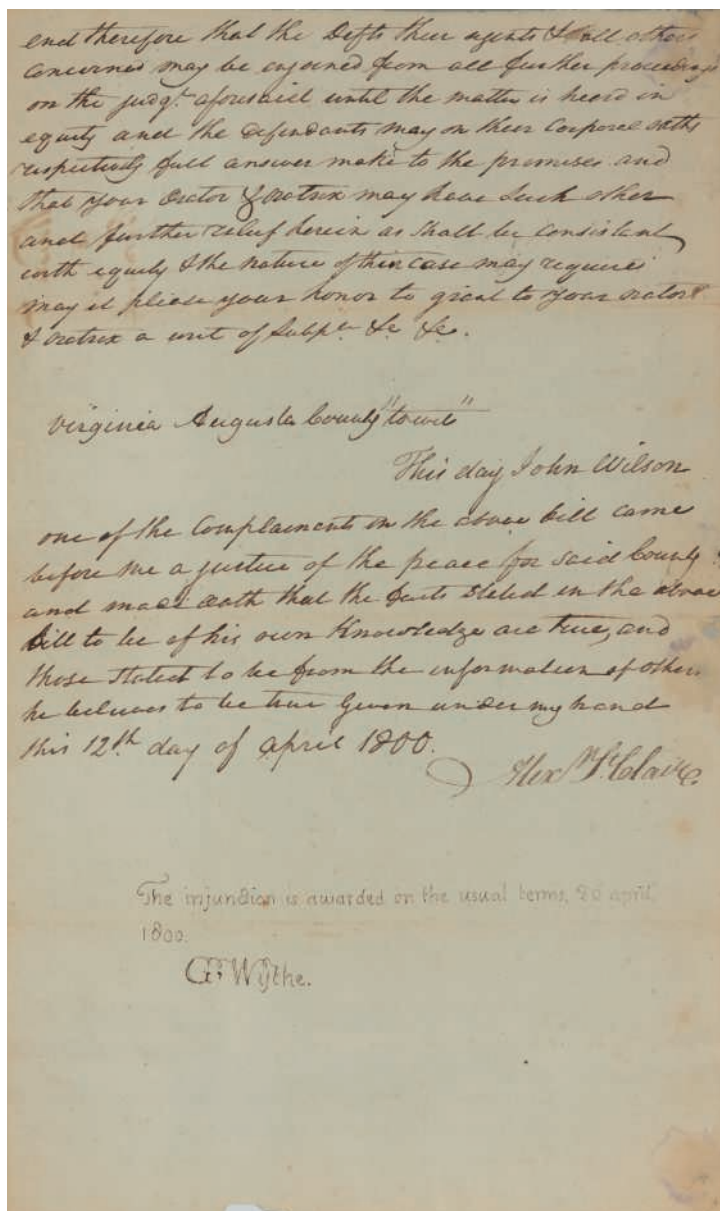 end therefore that the Defts their agents & all others
concerned may be injoined from all further proceedings
on the judgt. aforesaid until the matter is heard in
equity and the defendants may on their Corporal oaths
respectively full answer make to the premises and
that your Orator & Oratrix may have such other
and further relief herein as shall be consistant
with equity & the nature of their case may require
may it please your honor to grant to your orator
& oratrix a writ of Subpa. &c &c.
Virginia Augusta County "towit"
This day John Wilson
one of the Complainents in the above bill came
before me a justice of the peace for said County
and made oath that the facts stated in the above
Bill to be of his own Knowledge are true, and
those stated to be from the information of others
he believes to be true Given under my hand
this 12th day of april 1800.
Alexr. St. Clair
The injunction is awarded on the usual terms, 20 april,
1800.
G. Wythe.